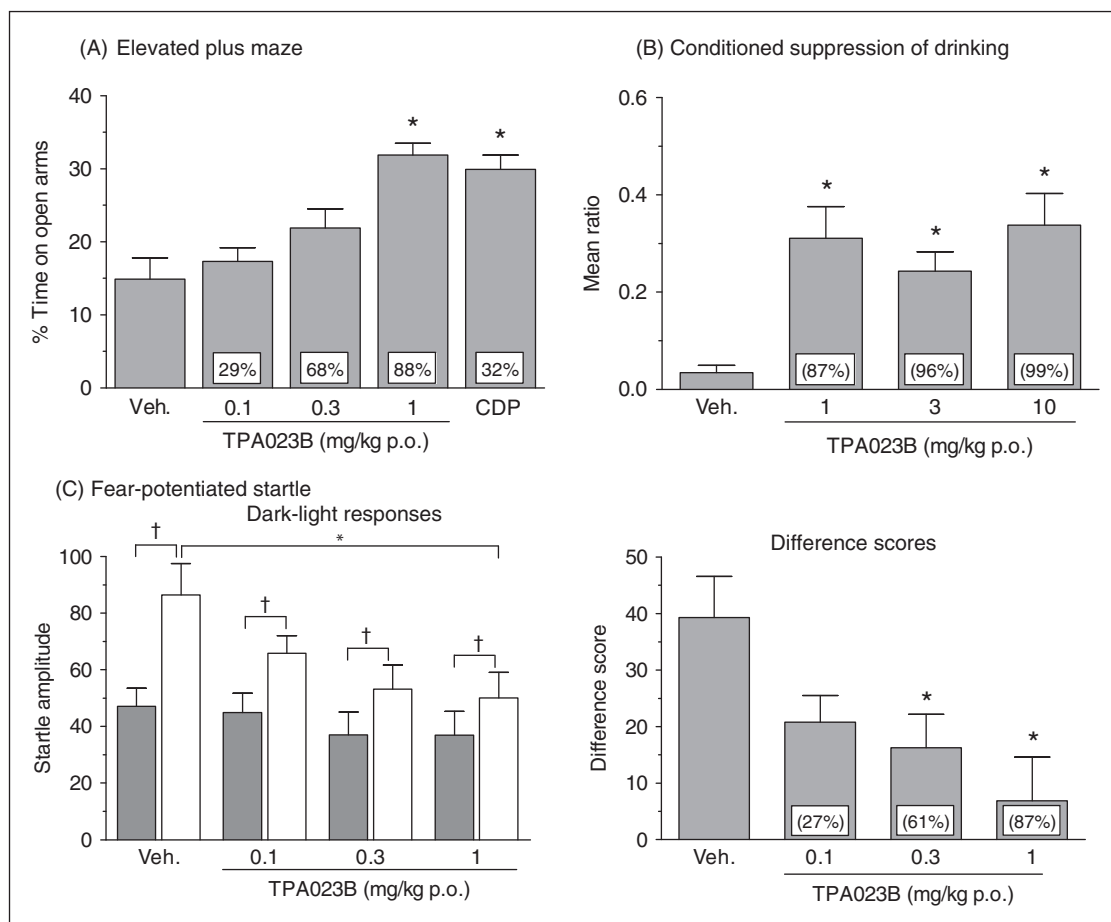 (A) Elevated plus maze
% Time on open arms
40
30
20
10
0
* *
29% 68% 88% 32%
Veh. 0.1 0.3 1 CDP
TPA023B (mg/kg p.o.)
(B) Conditioned suppression of drinking
Mean ratio
0.6
0.4
0.2
0.0
* * *
(87%) (96%) (99%)
Veh. 1 3 10
TPA023B (mg/kg p.o.)
(C) Fear-potentiated startle
Dark-light responses
Startle amplitude
100
80
60
40
20
0
† *
† † †
Veh. 0.1 0.3 1
TPA023B (mg/kg p.o.)
Difference scores
Difference score
50
40
30
20
10
0
* *
(27%) (61%) (87%)
Veh. 0.1 0.3 1
TPA023B (mg/kg p.o.)